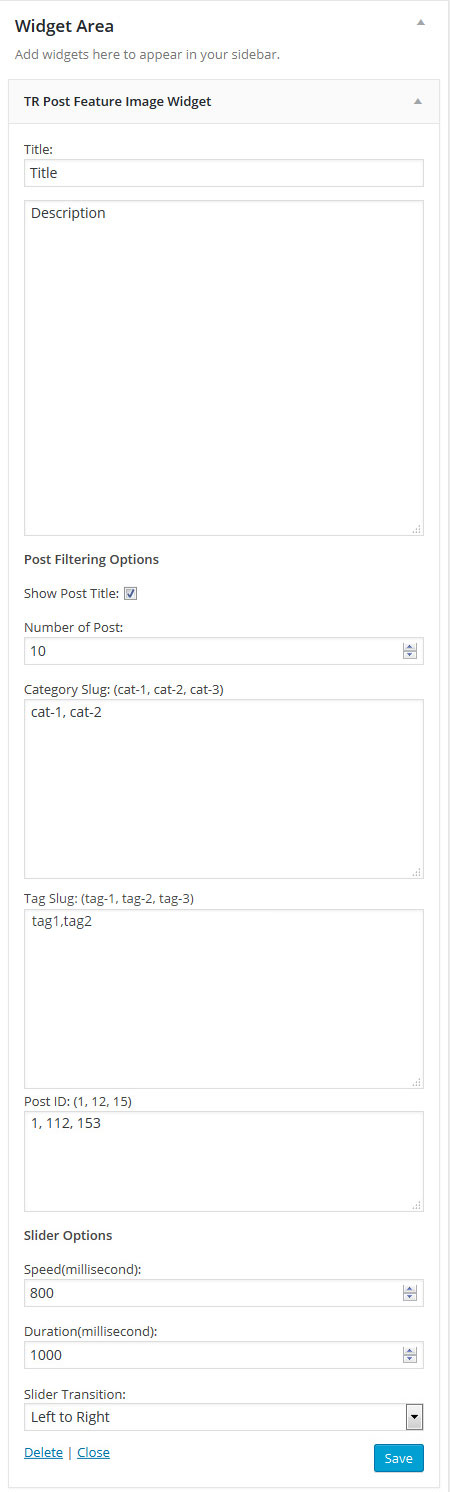 Widget Area
Add widgets here to appear in your sidebar.
TR Post Feature Image Widget
Title:
Title
Description
Post Filtering Options
Show Post Title:
Number of Post:
10
Category Slug: (cat-1, cat-2, cat-3)
cat-1, cat-2
Tag Slug: (tag-1, tag-2, tag-3)
tag1,tag2
Post ID: (1, 12, 15)
1, 112, 153
Slider Options
Speed(millisecond):
800
Duration(millisecond):
1000
Slider Transition:
Left to Right
Delete | Close
Save